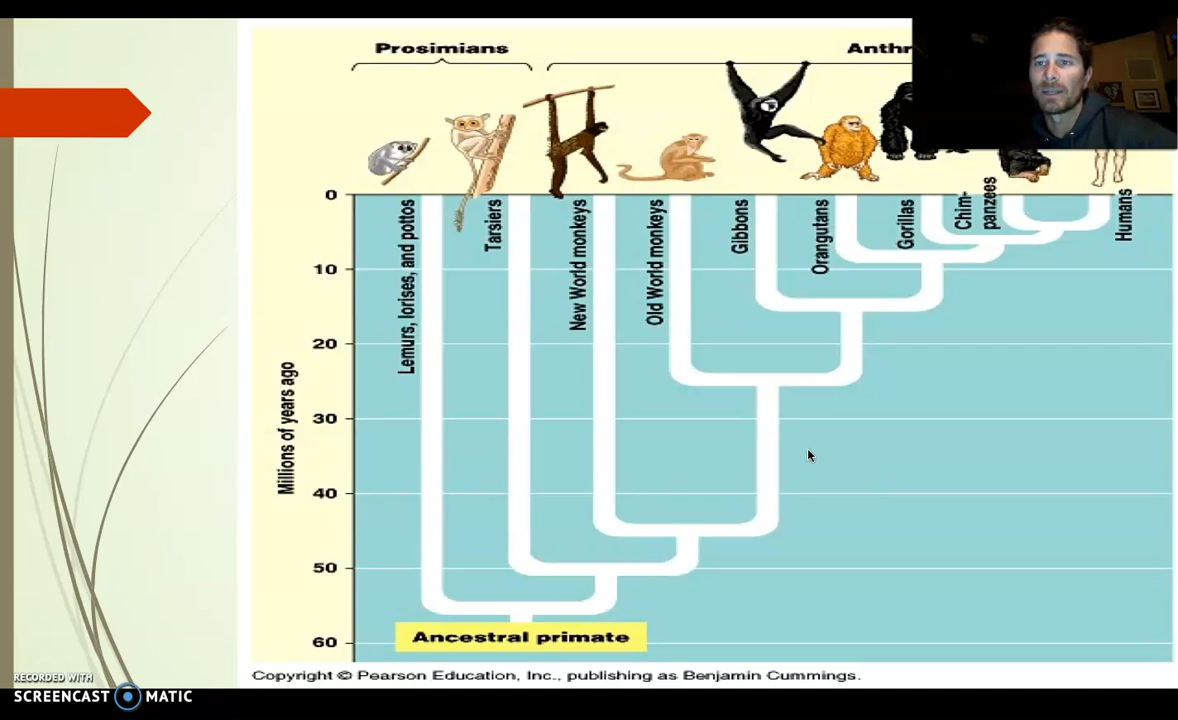 Prosimians
Anthr
0
10
20
30
40
50
60
Millions of years ago
Lemurs, lorises, and pottos
Tarsiers
New World monkeys
Old World monkeys
Gibbons
Orangutans
Gorillas
Chim-
panzees
Humans
Ancestral primate
Copyright © Pearson Education, Inc., publishing as Benjamin Cummings.
RECORDED WITH
SCREENCAST MATIC